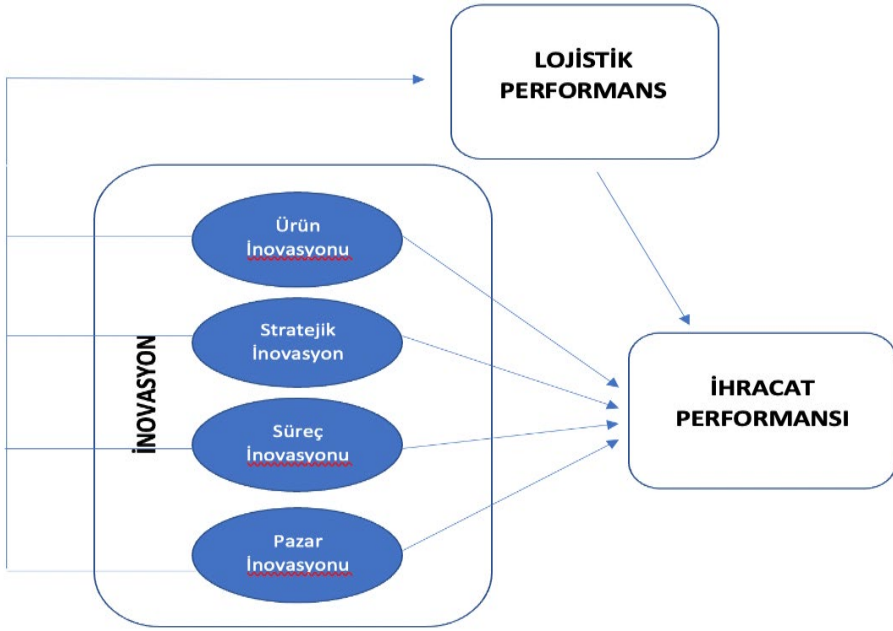 LOJİSTİK
PERFORMANS
Ürün
İnovasyonu
Stratejik
İnovasyon
Süreç
İnovasyonu
Pazar
İnovasyonu
İNOVASYON
İHRACAT
PERFORMANSI